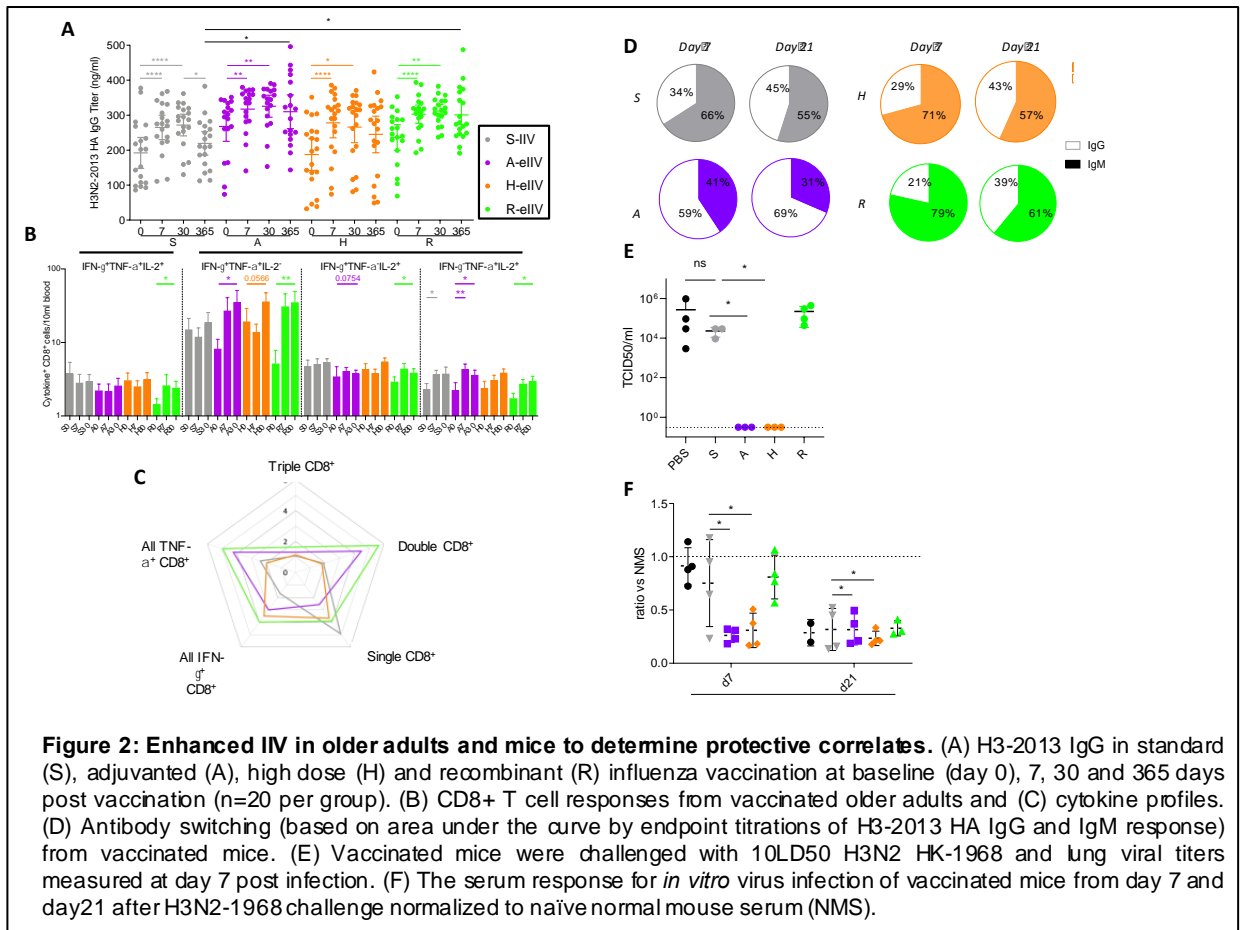 A
H3N2-2013 HA IgG Titer (ng/ml)
500
400
300
200
100
0
*
*
****
****
*
**
**
*
****
**
****
0 7 30 365 0 7 30 365 0 7 30 365 0 7 30 365
S A H R
S-IIV
A-eIIV
H-eIIV
R-eIIV
B
IFN-g⁺TNF-a⁺IL-2⁺
IFN-g⁺TNF-a⁺IL-2⁻
IFN-g⁺TNF-a⁻IL-2⁺
IFN-g⁻TNF-a⁺IL-2⁺
Cytokine⁺ CD8⁺ cells/10ml blood
100
10
1
*
*
0.0566
**
0.0754
*
*
*
**
*
C
Triple CD8⁺
Double CD8⁺
Single CD8⁺
All IFN-
g⁺
CD8⁺
All TNF-
a⁺ CD8⁺
4
2
0
D
Day 7
Day 21
Day 7
Day 21
S
34%
66%
45%
55%
H
29%
71%
43%
57%
A
41%
59%
31%
69%
R
21%
79%
39%
61%
IgG
IgM
E
TCID50/ml
10⁶
10⁴
10²
10⁰
ns
*
*
PBS S A H R
F
ratio vs NMS
1.5
1.0
0.5
0.0
*
*
*
*
d7
d21
Figure 2: Enhanced IIV in older adults and mice to determine protective correlates. (A) H3-2013 IgG in standard
(S), adjuvanted (A), high dose (H) and recombinant (R) influenza vaccination at baseline (day 0), 7, 30 and 365 days
post vaccination (n=20 per group). (B) CD8+ T cell responses from vaccinated older adults and (C) cytokine profiles.
(D) Antibody switching (based on area under the curve by endpoint titrations of H3-2013 HA IgG and IgM response)
from vaccinated mice. (E) Vaccinated mice were challenged with 10LD50 H3N2 HK-1968 and lung viral titers
measured at day 7 post infection. (F) The serum response for in vitro virus infection of vaccinated mice from day 7 and
day21 after H3N2-1968 challenge normalized to naïve normal mouse serum (NMS).